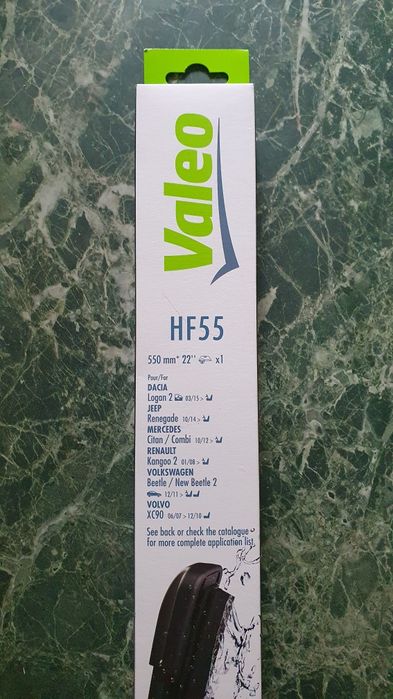 Valeo
HF55
550 mm* 22'' x1
Pour/For
DACIA
Logan 2 03/15 >
JEEP
Renegade 10/14 >
MERCEDES
Citan / Combi 10/12 >
RENAULT
Kangoo 2 01/08 >
VOLKSWAGEN
Beetle / New Beetle 2
12/11 >
VOLVO
XC90 06/07 > 12/10
See back or check the catalogue
for more complete application list.